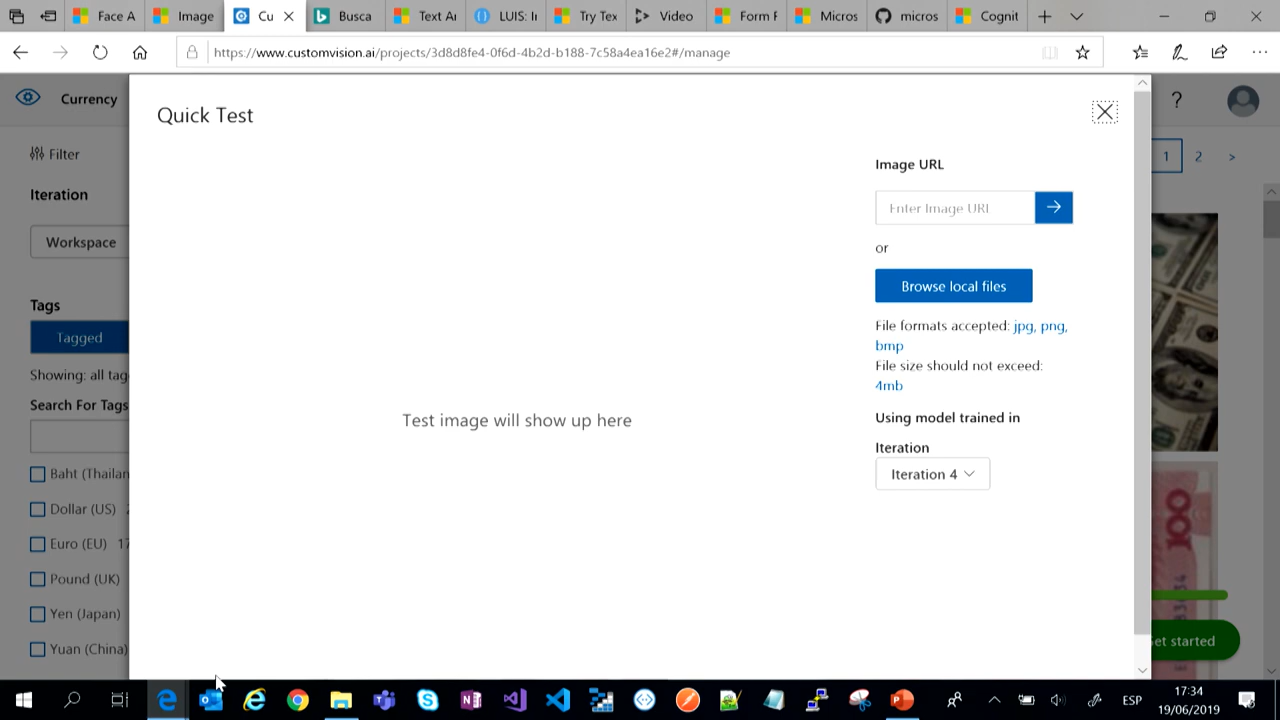 Face A
Image
Cu
Busca
Text A
LUIS: I
Try Tex
Video
Form
Micros
micros
Cognit
https://www.customvision.ai/projects/3d8d8fe4-0f6d-4b2d-b188-7c58a4ea16e2#/manage
Currency
?
Quick Test
Filter
1 2 >
Image URL
Iteration
Enter Image URL
Workspace
or
Browse local files
Tags
File formats accepted: jpg, png,
Tagged
bmp
File size should not exceed:
Showing: all tag
4mb
Search For Tags
Using model trained in
Test image will show up here
Iteration
Iteration 4
Baht (Thailan
Dollar (US)
Euro (EU) 17
100
Pound (UK)
Yen (Japan)
Get started
Yuan (China)
ESP
17:34
19/06/2019